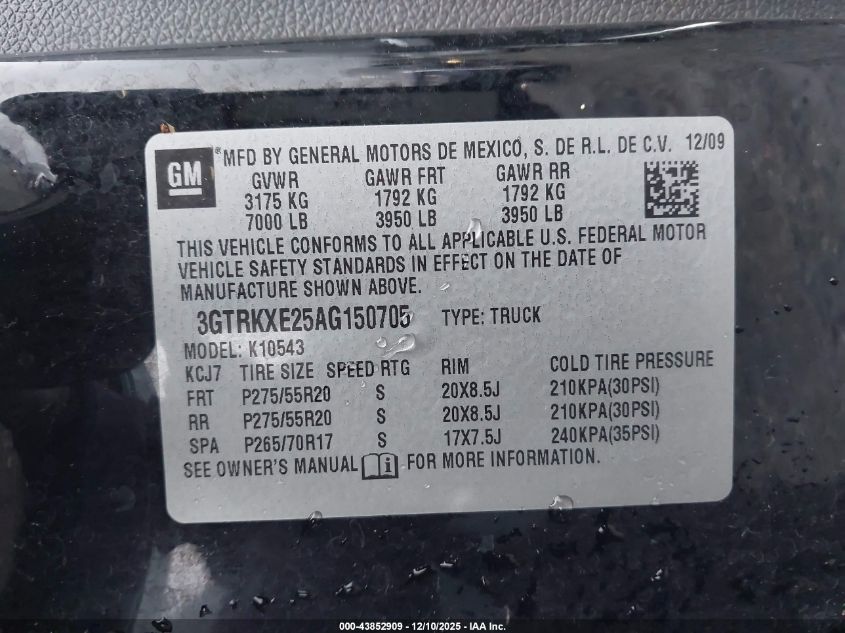 GM
®MFD BY GENERAL MOTORS DE MEXICO, S. DE R.L. DE C.V. 12/09
GVWR GAWR FRT GAWR RR
3175 KG 1792 KG 1792 KG
7000 LB 3950 LB 3950 LB
THIS VEHICLE CONFORMS TO ALL APPLICABLE U.S. FEDERAL MOTOR
VEHICLE SAFETY STANDARDS IN EFFECT ON THE DATE OF
MANUFACTURE SHOWN ABOVE.
3GTRKXE25AG150705 TYPE: TRUCK
MODEL: K10543
KCJ7 TIRE SIZE SPEED RTG RIM COLD TIRE PRESSURE
FRT P275/55R20 S 20X8.5J 210KPA(30PSI)
RR P275/55R20 S 20X8.5J 210KPA(30PSI)
SPA P265/70R17 S 17X7.5J 240KPA(35PSI)
SEE OWNER'S MANUAL i FOR MORE INFORMATION.
000-43852909 - 12/10/2025 - IAA Inc.